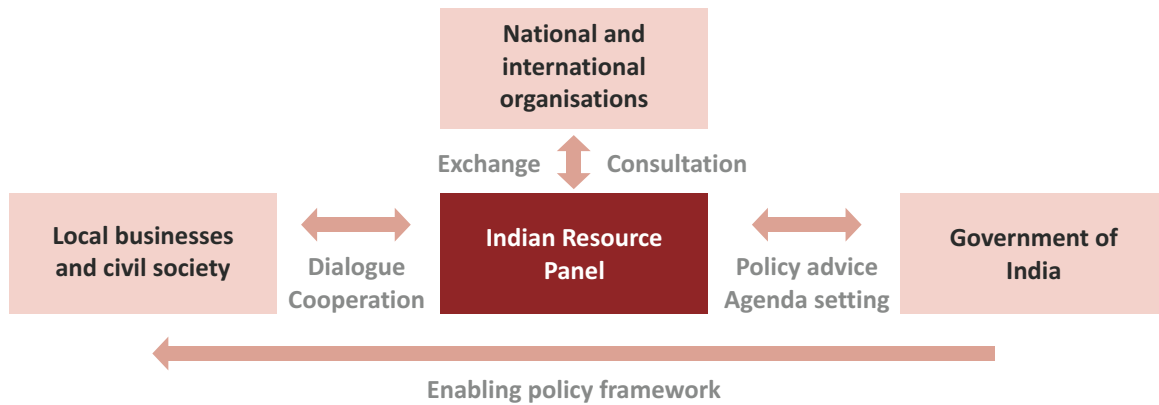 National and
international
organisations
Exchange
Consultation
Local businesses
and civil society
Dialogue
Cooperation
Indian Resource
Panel
Policy advice
Agenda setting
Government of
India
Enabling policy framework